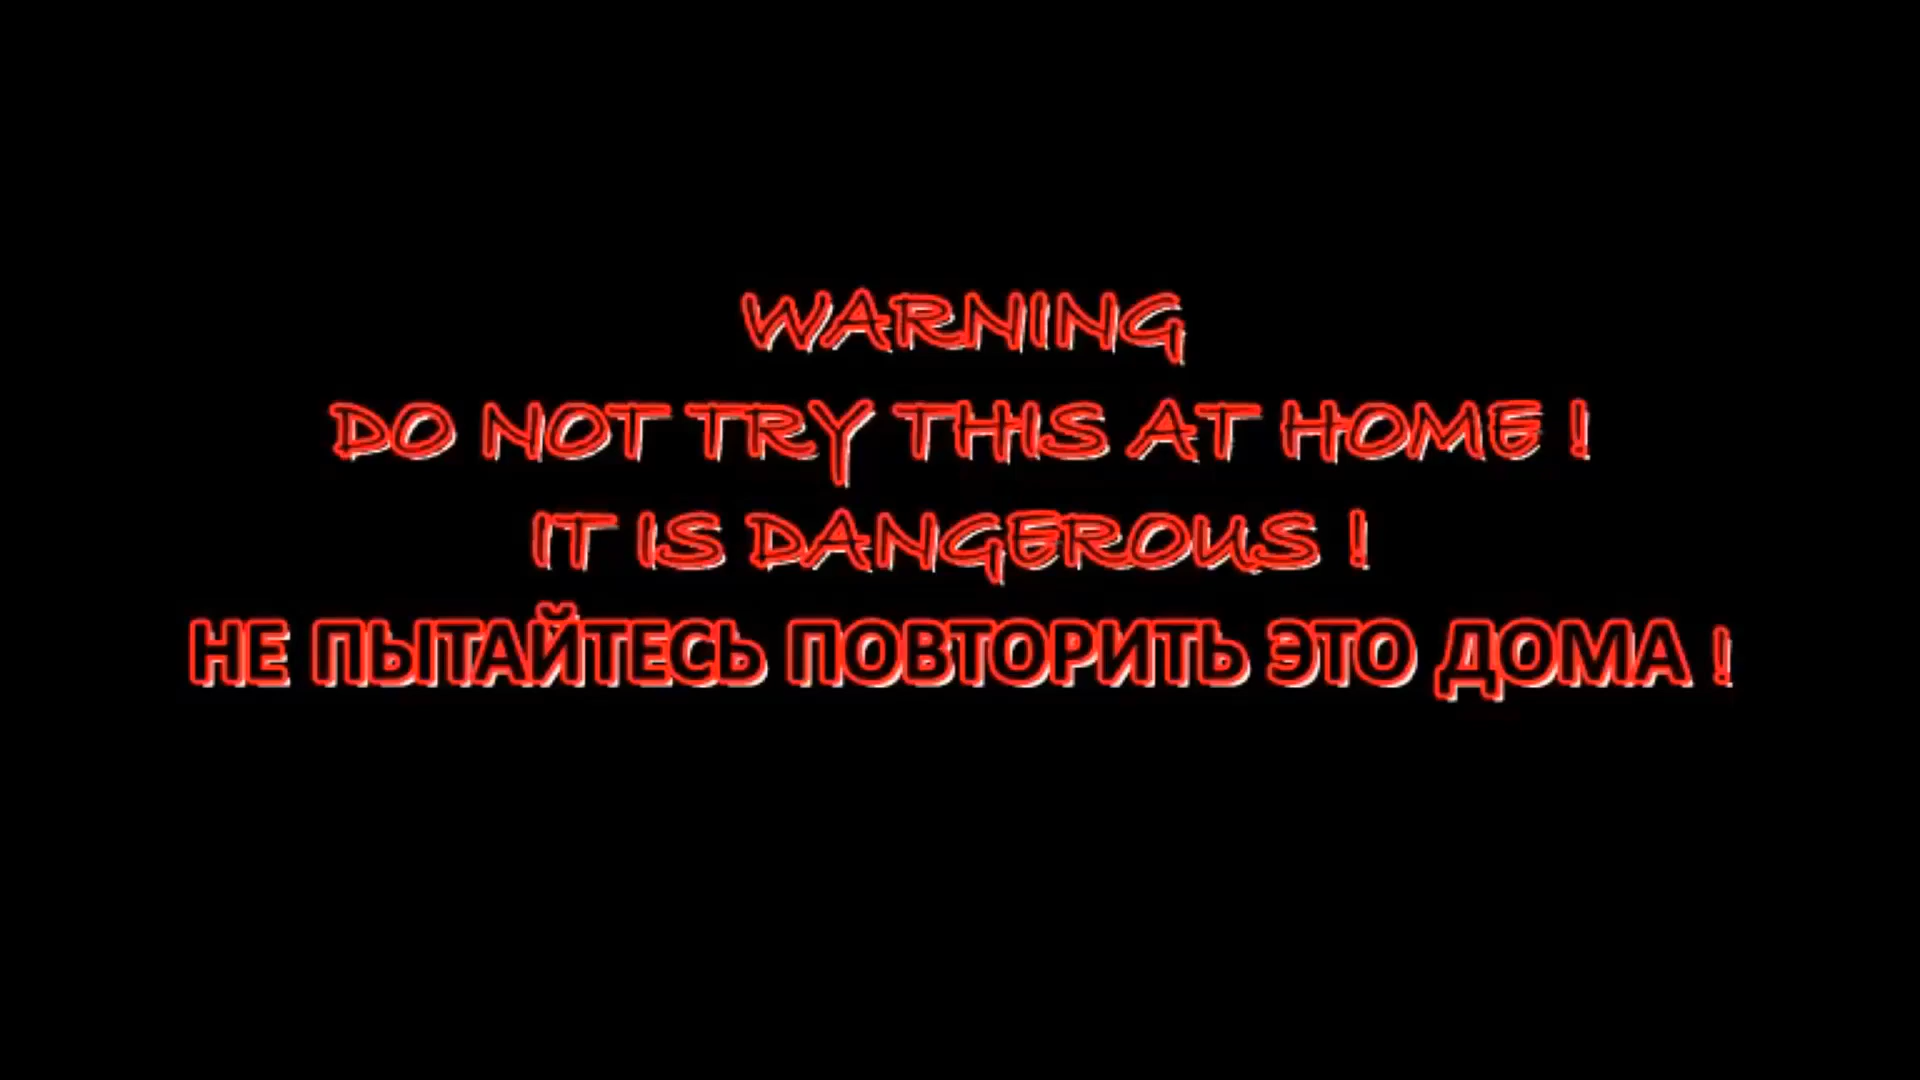 WARNING
DO NOT TRY THIS AT HOME !
IT IS DANGEROUS !
НЕ ПЫТАЙТЕСЬ ПОВТОРИТЬ ЭТО ДОМА !